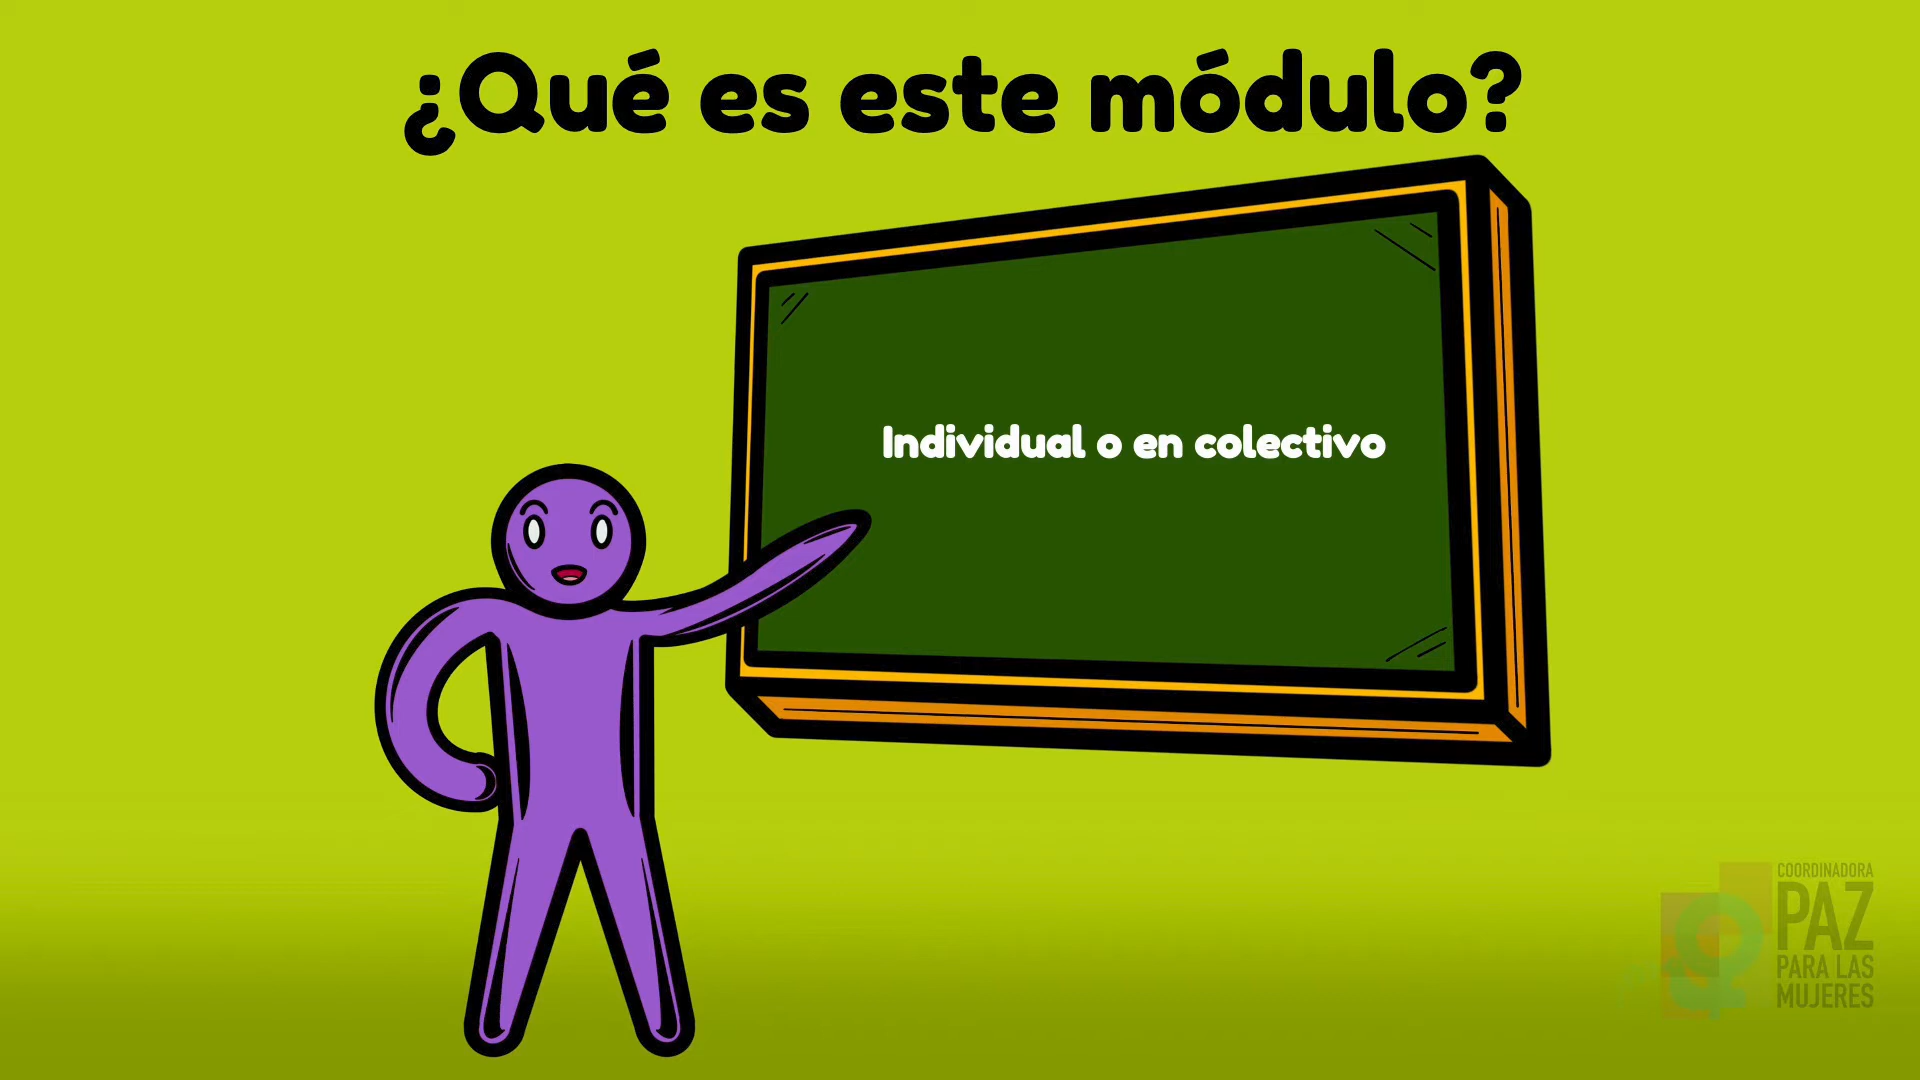 ¿Qué es este módulo?
Individual o en colectivo
COORDINADORA
PAZ
PARA LAS
MUJERES